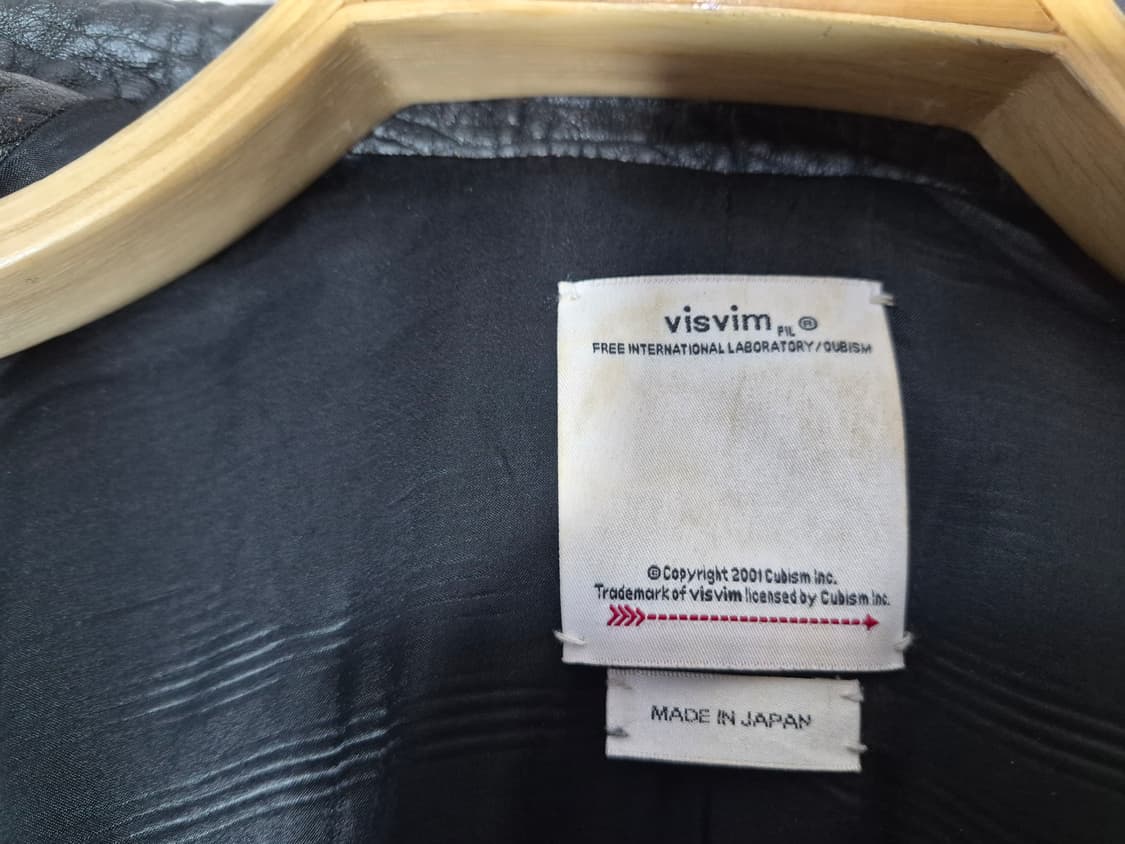 visvim FIL ®
FREE INTERNATIONAL LABORATORY/CUBISM
© Copyright 2001 Cubism Inc.
Trademark of visvim licensed by Cubism Inc.
MADE IN JAPAN